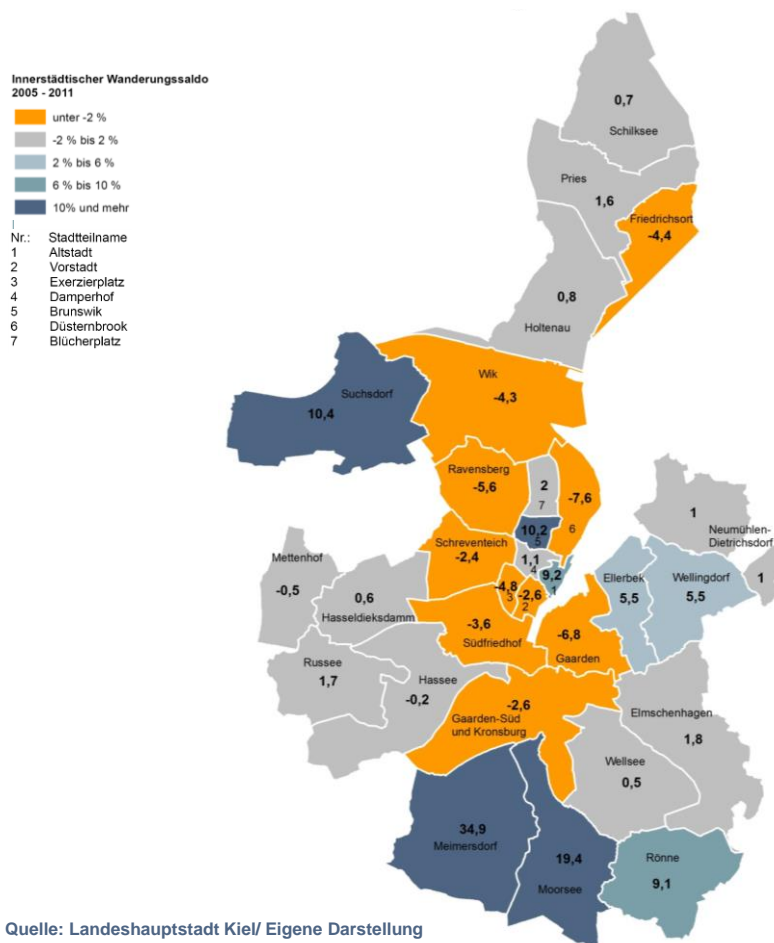 Innerstädtischer Wanderungssaldo
2005 - 2011
unter -2 %
-2 % bis 2 %
2 % bis 6 %
6 % bis 10 %
10% und mehr
Nr.: Stadtteilname
1 Altstadt
2 Vorstadt
3 Exerzierplatz
4 Damperhof
5 Brunswik
6 Düsternbrook
7 Blücherplatz
0,7
Schilksee
Pries
1,6
Friedrichsort
-4,4
0,8
Holtenau
Wik
-4,3
Suchsdorf
10,4
Ravensberg
-5,6
2
7
-7,6
6
10,2
5
Schreventeich
-2,4
1,1
4
9,2
1
-4,8
3
-2,6
2
1
Neumühlen-
Dietrichsdorf
1
Ellerbek
5,5
Wellingdorf
5,5
Mettenhof
-0,5
0,6
Hasseldieksdamm
-3,6
Südfriedhof
-6,8
Gaarden
Russee
1,7
Hassee
-0,2
-2,6
Gaarden-Süd
und Kronsburg
Elmschenhagen
1,8
Wellsee
0,5
34,9
Meimersdorf
19,4
Moorsee
Rönne
9,1
Quelle: Landeshauptstadt Kiel/ Eigene Darstellung